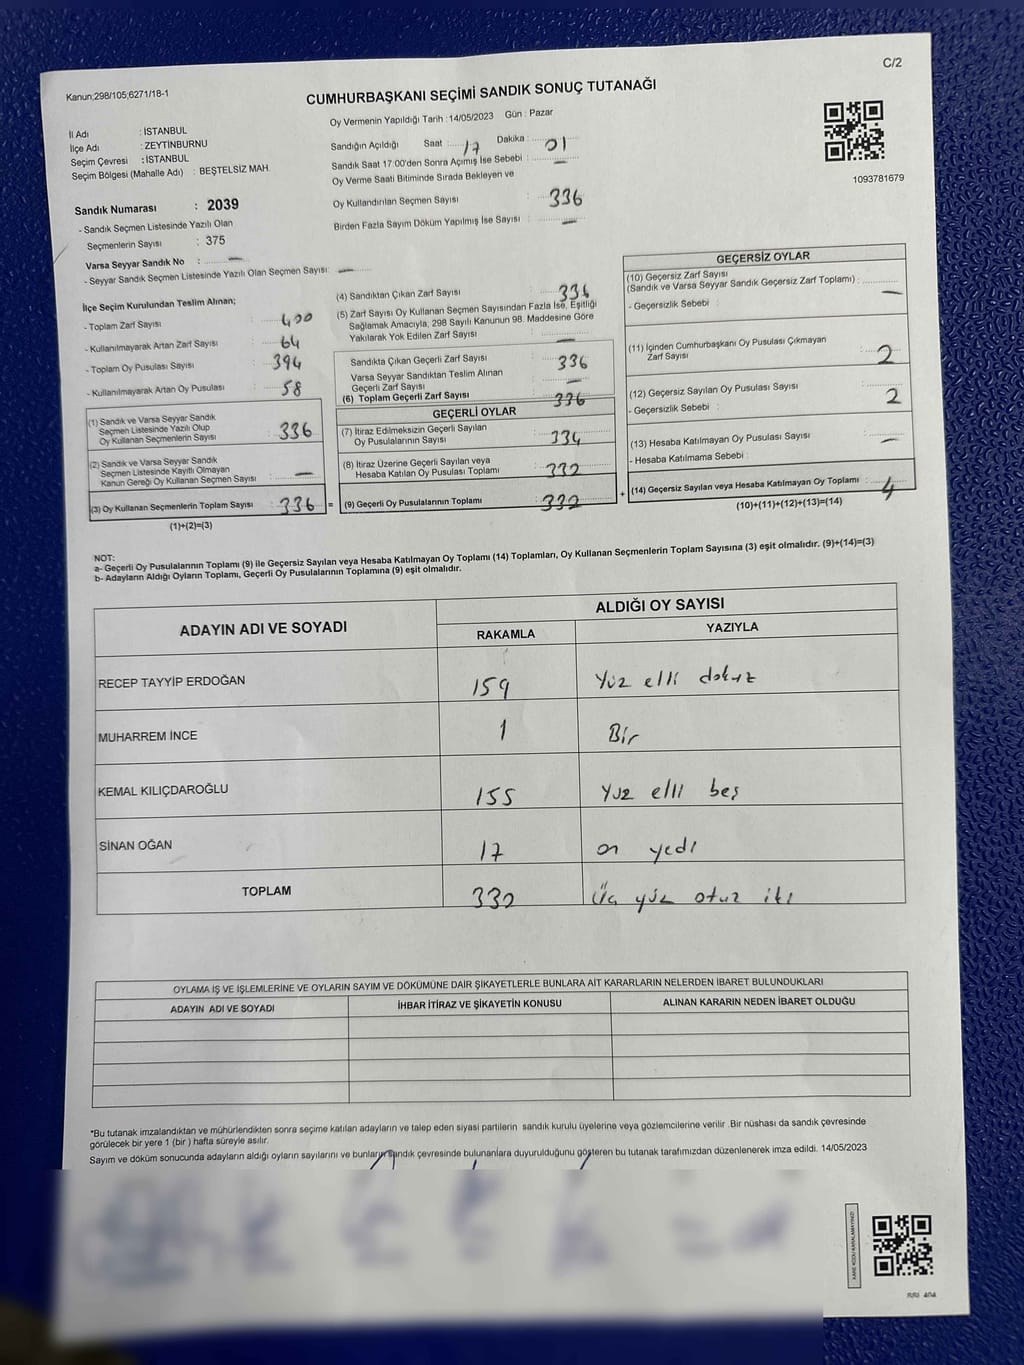 C/2
Kanun;298/105;6271/18-1
CUMHURBAŞKANI SEÇİMİ SANDIK SONUÇ TUTANAĞI
Oy Vermenin Yapıldığı Tarih :14/05/2023 Gün : Pazar
İl Adı : İSTANBUL
İlçe Adı : ZEYTİNBURNU
Seçim Çevresi : İSTANBUL
Seçim Bölgesi (Mahalle Adı) : BEŞTELSİZ MAH.
Sandık Numarası : 2039
- Sandık Seçmen Listesinde Yazılı Olan
Seçmenlerin Sayısı : 375
Varsa Seyyar Sandık No : —
- Seyyar Sandık Seçmen Listesinde Yazılı Olan Seçmen Sayısı: —
Sandığın Açıldığı Saat : 17 Dakika : 01
Sandık Saat 17:00'den Sonra Açımış İse Sebebi : —
Oy Verme Saati Bitiminde Sırada Bekleyen ve
Oy Kullandırılan Seçmen Sayısı : 336
Birden Fazla Sayım Döküm Yapılmış İse Sayısı : —
1093781679
İlçe Seçim Kurulundan Teslim Alınan;
- Toplam Zarf Sayısı : 400
- Kullanılmayarak Artan Zarf Sayısı : 64
- Toplam Oy Pusulası Sayısı : 394
- Kullanılmayarak Artan Oy Pusulası : 58
(1) Sandık ve Varsa Seyyar Sandık
Seçmen Listesinde Yazılı Olup
Oy Kullanan Seçmenlerin Sayısı : 336
(2) Sandık ve Varsa Seyyar Sandık
Seçmen Listesinde Kayıtlı Olmayan
Kanun Gereği Oy Kullanan Seçmen Sayısı : —
(3) Oy Kullanan Seçmenlerin Toplam Sayısı : 336 =
(1)+(2)=(3)
(4) Sandıktan Çıkan Zarf Sayısı : 336
(5) Zarf Sayısı Oy Kullanan Seçmen Sayısından Fazla İse, Eşitliği
Sağlamak Amacıyla, 298 Sayılı Kanunun 98. Maddesine Göre
Yakılarak Yok Edilen Zarf Sayısı : —
Sandıkta Çıkan Geçerli Zarf Sayısı : 336
Varsa Seyyar Sandıktan Teslim Alınan
Geçerli Zarf Sayısı : —
(6) Toplam Geçerli Zarf Sayısı : 336
GEÇERLİ OYLAR
(7) İtiraz Edilmeksizin Geçerli Sayılan
Oy Pusulalarının Sayısı : 334
(8) İtiraz Üzerine Geçerli Sayılan veya
Hesaba Katılan Oy Pusulası Toplamı : 332
(9) Geçerli Oy Pusulalarının Toplamı : 332 +
GEÇERSİZ OYLAR
(10) Geçersiz Zarf Sayısı
(Sandık ve Varsa Seyyar Sandık Geçersiz Zarf Toplamı) : —
- Geçersizlik Sebebi :
(11) İçinden Cumhurbaşkanı Oy Pusulası Çıkmayan
Zarf Sayısı : 2
(12) Geçersiz Sayılan Oy Pusulası Sayısı : 2
- Geçersizlik Sebebi :
(13) Hesaba Katılmayan Oy Pusulası Sayısı : —
- Hesaba Katılmama Sebebi :
(14) Geçersiz Sayılan veya Hesaba Katılmayan Oy Toplamı : 4
(10)+(11)+(12)+(13)=(14)
NOT:
a- Geçerli Oy Pusulalarının Toplamı (9) ile Geçersiz Sayılan veya Hesaba Katılmayan Oy Toplamı (14) Toplamları, Oy Kullanan Seçmenlerin Toplam Sayısına (3) eşit olmalıdır. (9)+(14)=(3)
b- Adayların Aldığı Oyların Toplamı, Geçerli Oy Pusulalarının Toplamına (9) eşit olmalıdır.
ADAYIN ADI VE SOYADI
ALDIĞI OY SAYISI
RAKAMLA YAZIYLA
RECEP TAYYİP ERDOĞAN 159 Yüz elli dokuz
MUHARREM İNCE 1 Bir
KEMAL KILIÇDAROĞLU 155 Yüz elli beş
SİNAN OĞAN 17 on yedi
TOPLAM 332 Üç yüz otuz iki
OYLAMA İŞ VE İŞLEMLERİNE VE OYLARIN SAYIM VE DÖKÜMÜNE DAİR ŞİKAYETLERLE BUNLARA AİT KARARLARIN NELERDEN İBARET BULUNDUKLARI
ADAYIN ADI VE SOYADI İHBAR İTİRAZ VE ŞİKAYETİN KONUSU ALINAN KARARIN NEDEN İBARET OLDUĞU
*Bu tutanak imzalandıktan ve mühürlendikten sonra seçime katılan adayların ve talep eden siyasi partilerin sandık kurulu üyelerine veya gözlemcilerine verilir .Bir nüshası da sandık çevresinde
görülecek bir yere 1 (bir ) hafta süreyle asılır.
Sayım ve döküm sonucunda adayların aldığı oyların sayılarını ve bunların sandık çevresinde bulunanlara duyurulduğunu gösteren bu tutanak tarafımızdan düzenlenerek imza edildi. 14/05/2023
KARE KODU KARALAMAYINIZ!